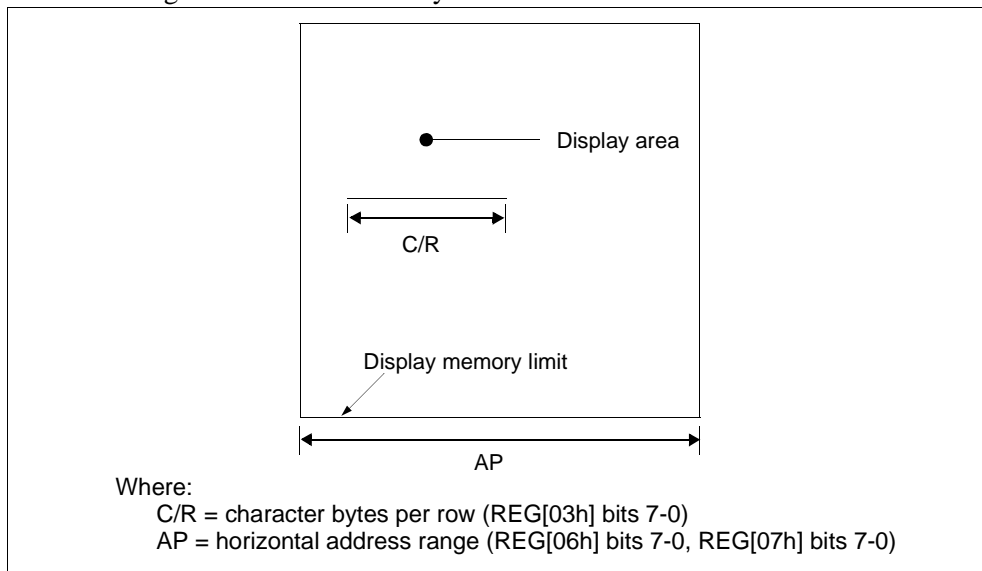 Display area
C/R
Display memory limit
AP
Where:
C/R = character bytes per row (REG[03h] bits 7-0)
AP = horizontal address range (REG[06h] bits 7-0, REG[07h] bits 7-0)